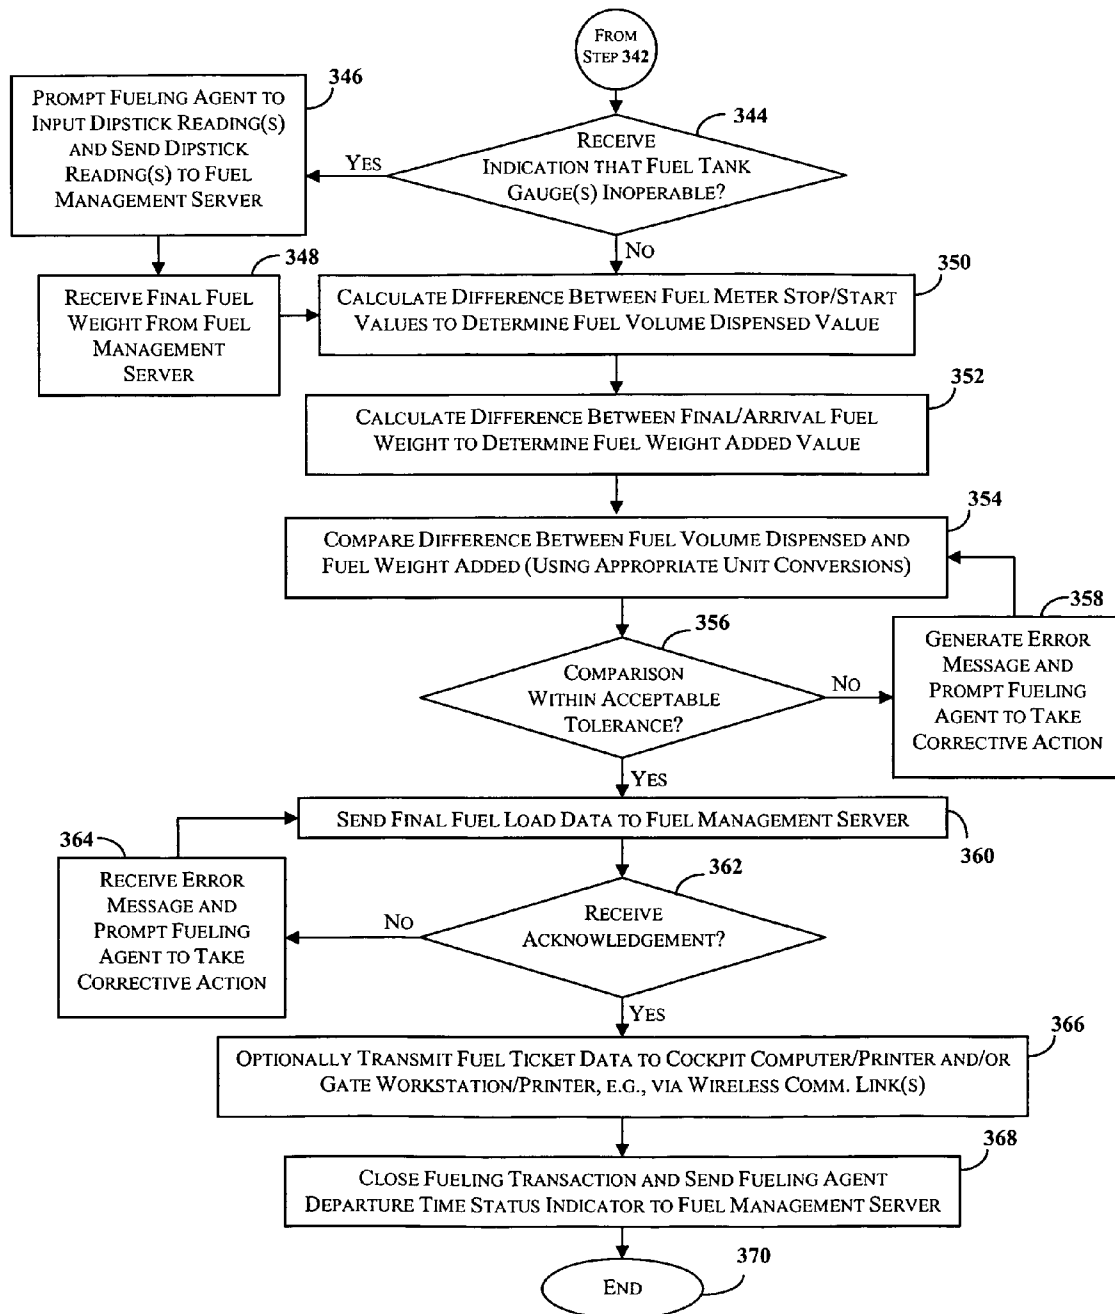 FROM
STEP 342
346
PROMPT FUELING AGENT TO
INPUT DIPSTICK READING(S)
AND SEND DIPSTICK
READING(S) TO FUEL
MANAGEMENT SERVER
344
RECEIVE
INDICATION THAT FUEL TANK
GAUGE(S) INOPERABLE?
YES
NO
348
RECEIVE FINAL FUEL
WEIGHT FROM FUEL
MANAGEMENT
SERVER
350
CALCULATE DIFFERENCE BETWEEN FUEL METER STOP/START
VALUES TO DETERMINE FUEL VOLUME DISPENSED VALUE
352
CALCULATE DIFFERENCE BETWEEN FINAL/ARRIVAL FUEL
WEIGHT TO DETERMINE FUEL WEIGHT ADDED VALUE
354
COMPARE DIFFERENCE BETWEEN FUEL VOLUME DISPENSED AND
FUEL WEIGHT ADDED (USING APPROPRIATE UNIT CONVERSIONS)
356
COMPARISON
WITHIN ACCEPTABLE
TOLERANCE?
NO
YES
358
GENERATE ERROR
MESSAGE AND
PROMPT FUELING
AGENT TO TAKE
CORRECTIVE ACTION
SEND FINAL FUEL LOAD DATA TO FUEL MANAGEMENT SERVER
360
364
RECEIVE ERROR
MESSAGE AND
PROMPT FUELING
AGENT TO TAKE
CORRECTIVE ACTION
362
RECEIVE
ACKNOWLEDGEMENT?
NO
YES
366
OPTIONALLY TRANSMIT FUEL TICKET DATA TO COCKPIT COMPUTER/PRINTER AND/OR
GATE WORKSTATION/PRINTER, E.G., VIA WIRELESS COMM. LINK(S)
368
CLOSE FUELING TRANSACTION AND SEND FUELING AGENT
DEPARTURE TIME STATUS INDICATOR TO FUEL MANAGEMENT SERVER
370
END